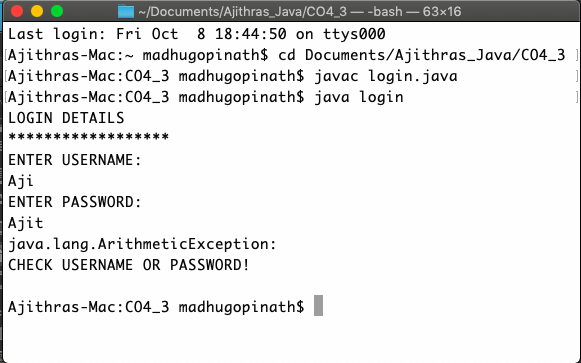 ~/Documents/Ajithras_Java/CO4_3 — -bash — 63×16
Last login: Fri Oct  8 18:44:50 on ttys000
[Ajithras-Mac:~ madhugopinath$ cd Documents/Ajithras_Java/CO4_3 ]
[Ajithras-Mac:CO4_3 madhugopinath$ javac login.java ]
[Ajithras-Mac:CO4_3 madhugopinath$ java login ]
LOGIN DETAILS
******************
ENTER USERNAME:
Aji
ENTER PASSWORD:
Ajit
java.lang.ArithmeticException:
CHECK USERNAME OR PASSWORD!
Ajithras-Mac:CO4_3 madhugopinath$